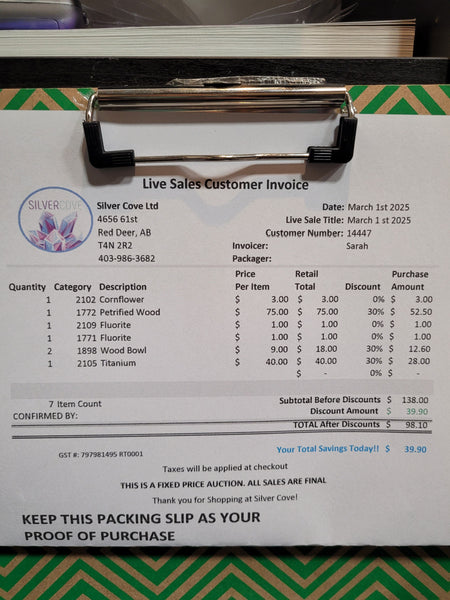 Live Sales Customer Invoice
SILVERCOVE
Silver Cove Ltd
4656 61st
Red Deer, AB
T4N 2R2
403-986-3682
Date: March 1st 2025
Live Sale Title: March 1 st 2025
Customer Number: 14447
Invoicer: Sarah
Packager:
Quantity Category Description Price Per Item Retail Total Discount Purchase Amount
1 2102 Cornflower $ 3.00 $ 3.00 0% $ 3.00
1 1772 Petrified Wood $ 75.00 $ 75.00 30% $ 52.50
1 2109 Fluorite $ 1.00 $ 1.00 0% $ 1.00
1 1771 Fluorite $ 1.00 $ 1.00 0% $ 1.00
2 1898 Wood Bowl $ 9.00 $ 18.00 30% $ 12.60
1 2105 Titanium $ 40.00 $ 40.00 30% $ 28.00
$ - 0% $ -
7 Item Count
Subtotal Before Discounts $ 138.00
CONFIRMED BY:
Discount Amount $ 39.90
TOTAL After Discounts $ 98.10
GST #: 797981495 RT0001
Your Total Savings Today!! $ 39.90
Taxes will be applied at checkout
THIS IS A FIXED PRICE AUCTION. ALL SALES ARE FINAL
Thank you for Shopping at Silver Cove!
KEEP THIS PACKING SLIP AS YOUR
PROOF OF PURCHASE